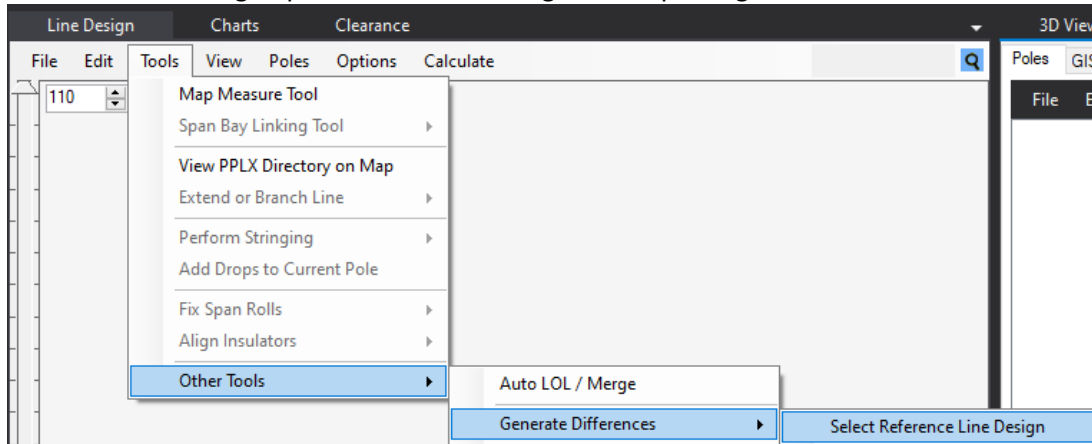 Line Design Charts Clearance 3D View
File Edit Tools View Poles Options Calculate Poles GIS
110 Map Measure Tool File
Span Bay Linking Tool
View PPLX Directory on Map
Extend or Branch Line
Perform Stringing
Add Drops to Current Pole
Fix Span Rolls
Align Insulators
Other Tools Auto LOL / Merge
Generate Differences Select Reference Line Design